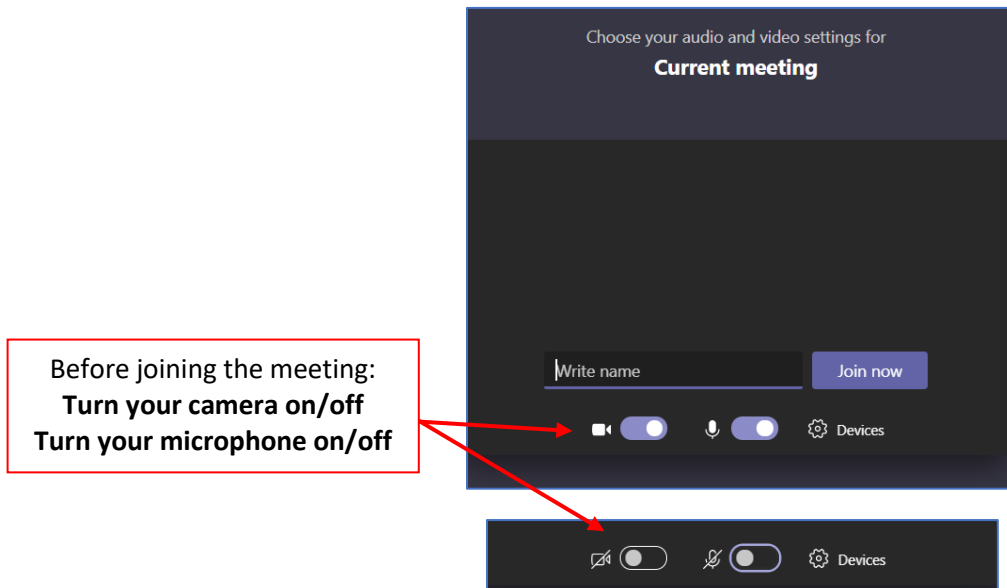 Choose your audio and video settings for
Current meeting
Write name
Join now
Before joining the meeting:
Turn your camera on/off
Turn your microphone on/off
Devices
Devices